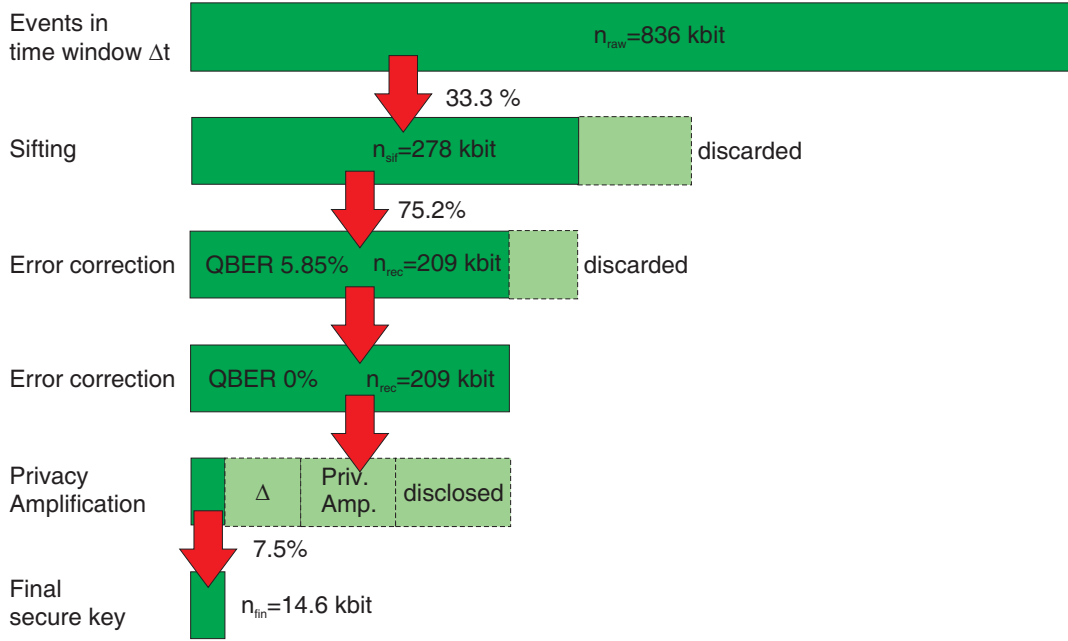 Events in
time window Δt
n_raw=836 kbit
33.3 %
Sifting
n_sif=278 kbit
discarded
75.2%
Error correction
QBER 5.85%
n_rec=209 kbit
discarded
Error correction
QBER 0%
n_rec=209 kbit
Privacy
Amplification
Δ
Priv.
Amp.
disclosed
7.5%
Final
secure key
n_fin=14.6 kbit